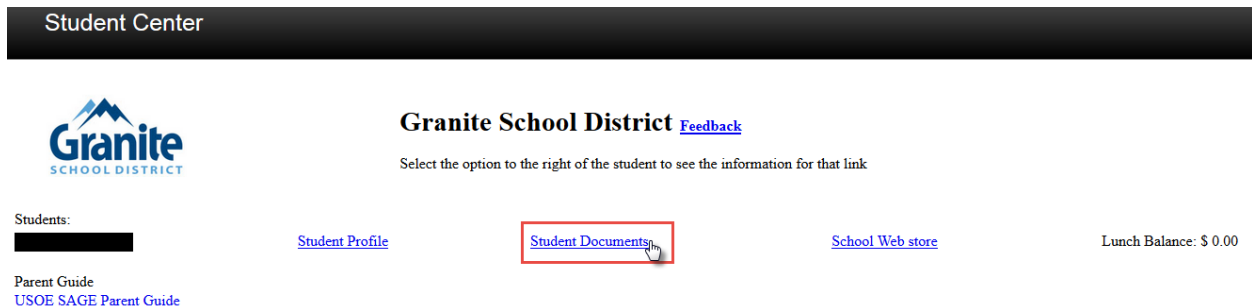 Student Center
Granite
SCHOOL DISTRICT
Granite School District Feedback
Select the option to the right of the student to see the information for that link
Students:
Student Profile Student Documents School Web store Lunch Balance: $ 0.00
Parent Guide
USOE SAGE Parent Guide